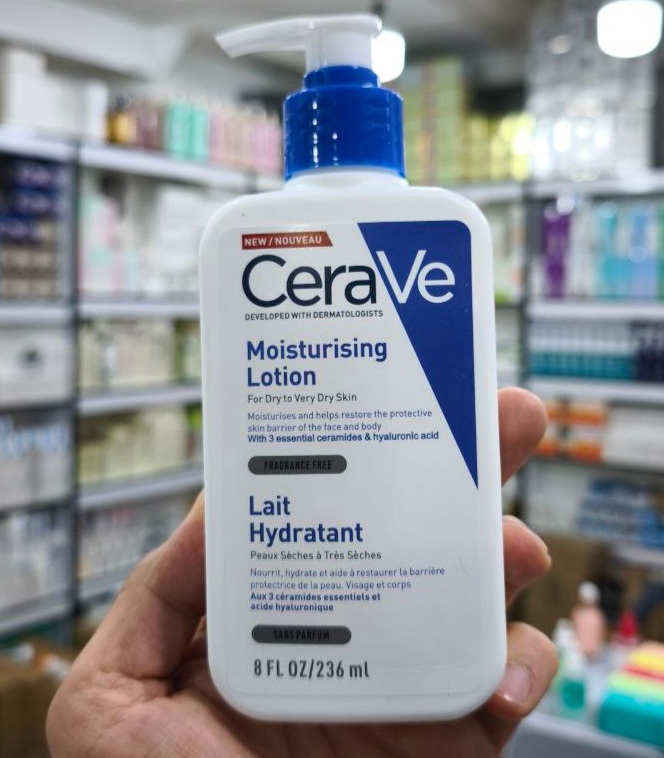 NEW / NOUVEAU
CeraVe
DEVELOPED WITH DERMATOLOGISTS
Moisturising
Lotion
For Dry to Very Dry Skin
Moisturises and helps restore the protective
skin barrier of the face and body
With 3 essential ceramides & hyaluronic acid
FRAGRANCE FREE
Lait
Hydratant
Peaux Sèches à Très Sèches
Nourrit, hydrate et aide à restaurer la barrière
protectrice de la peau. Visage et corps
Aux 3 céramides essentiels et
acide hyaluronique
SANS PARFUM
8 FL OZ/236 ml